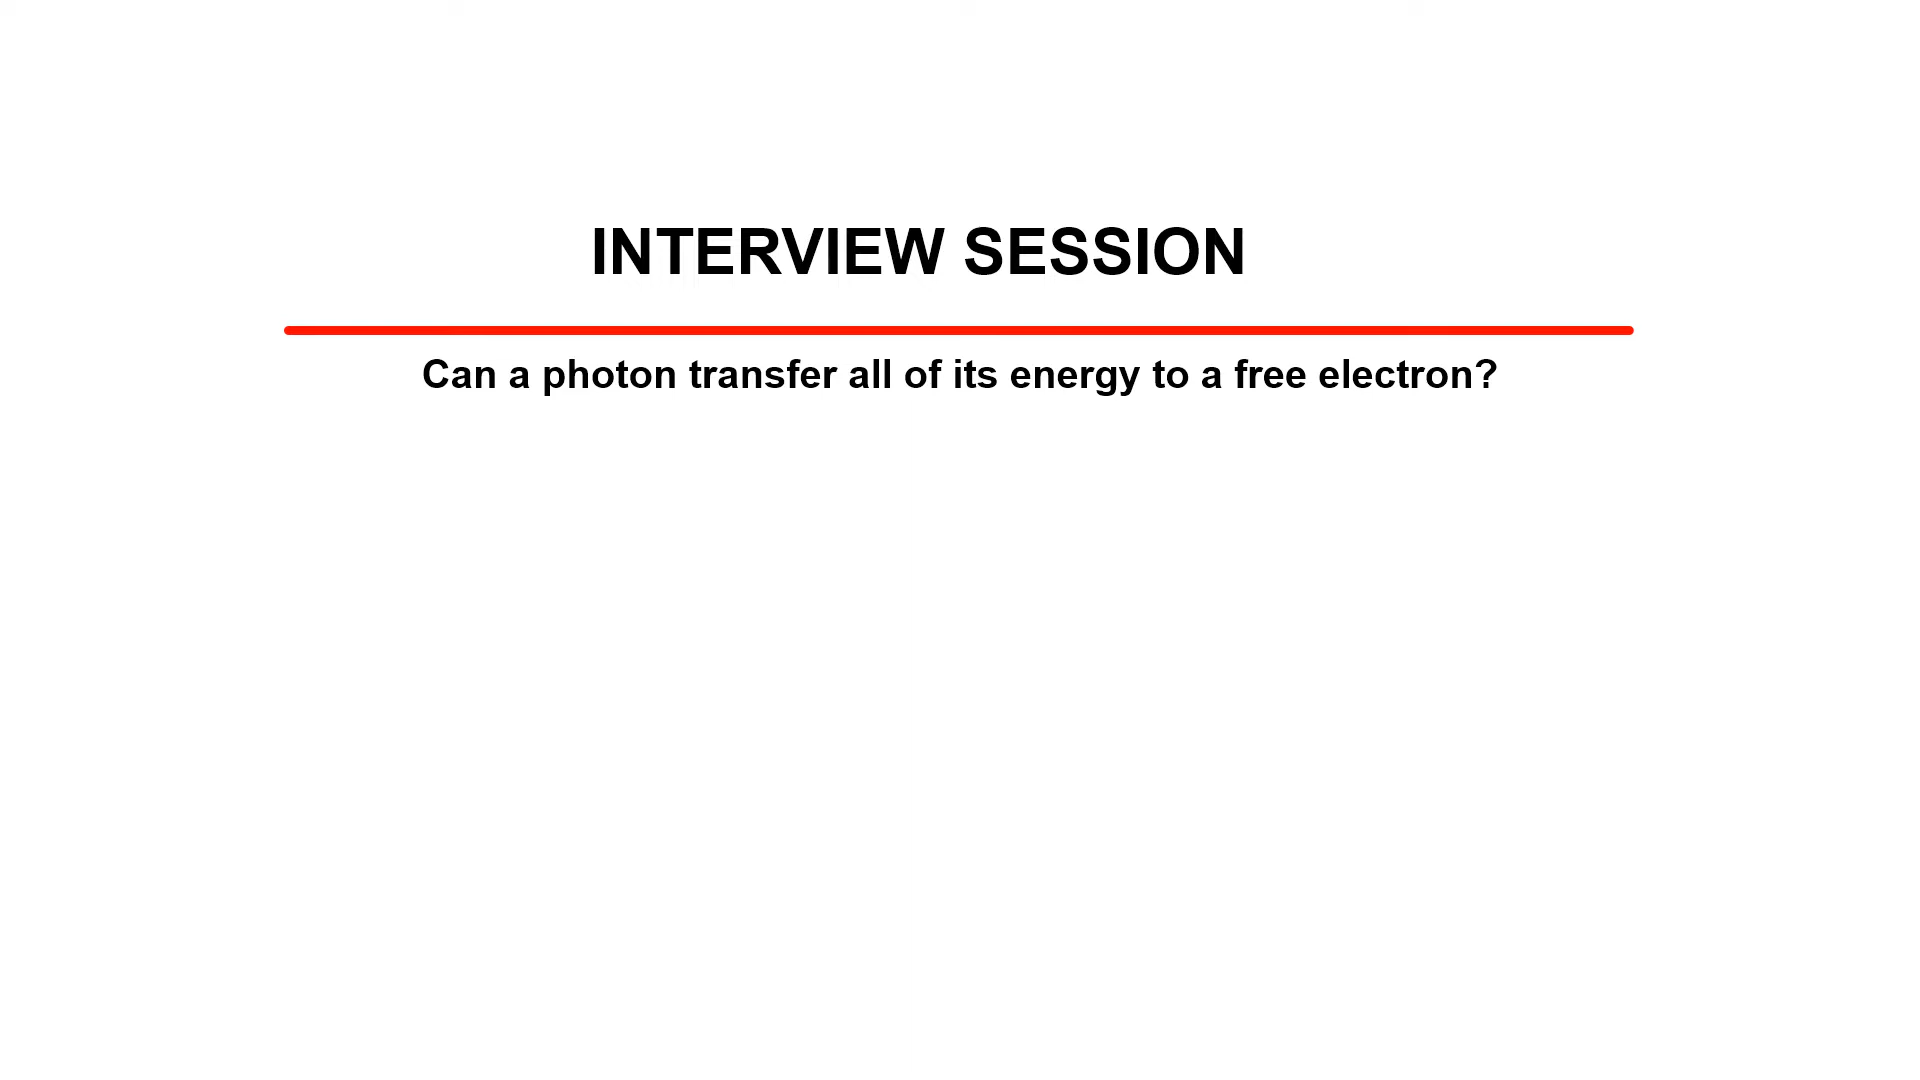 INTERVIEW SESSION
Can a photon transfer all of its energy to a free electron?